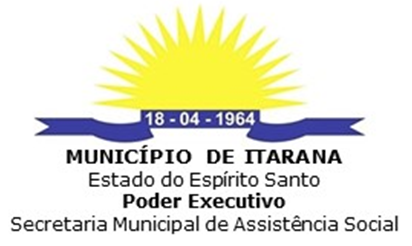 18 - 04 - 1964
MUNICÍPIO DE ITARANA
Estado do Espírito Santo
Poder Executivo
Secretaria Municipal de Assistência Social